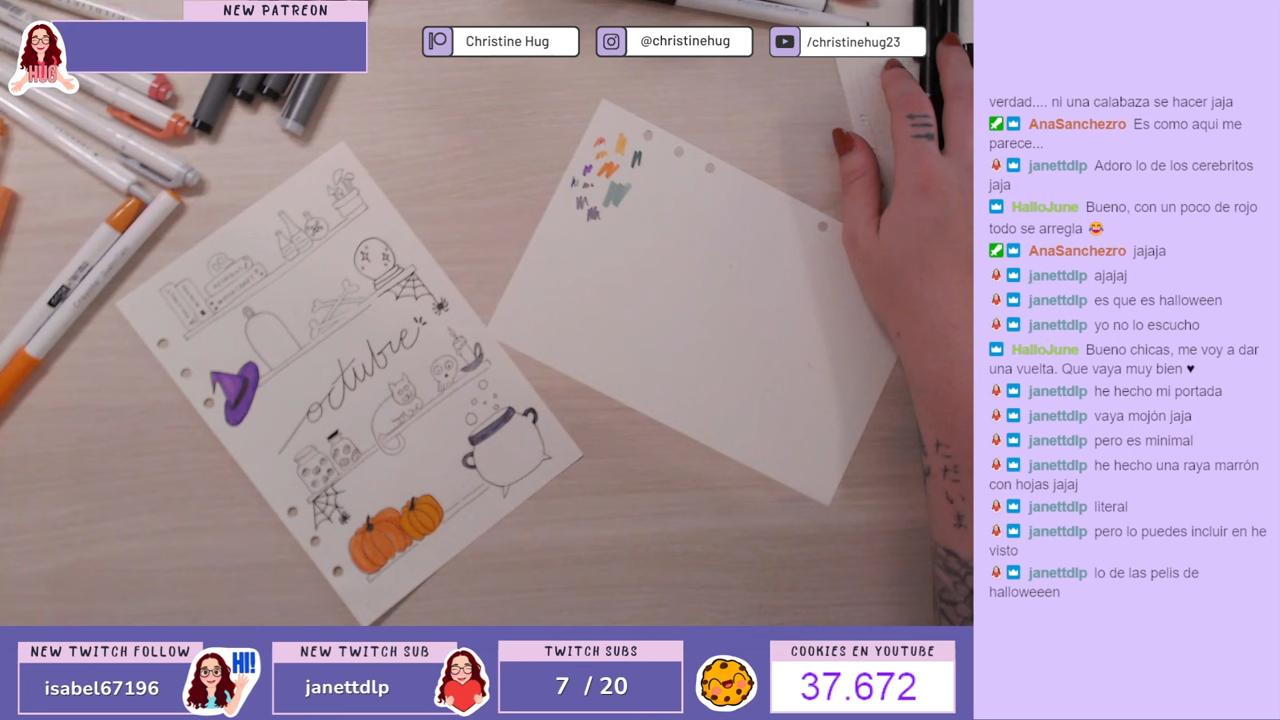 NEW PATREON
HUG
Christine Hug
@christinehug
/christinehug23
verdad.... ni una calabaza se hacer jaja
AnaSanchezro Es como aqui me
parece...
janettdlp Adoro lo de los cerebritos
jaja
HalloJune Bueno, con un poco de rojo
todo se arregla 😂
AnaSanchezro jajaja
janettdlp ajajaj
janettdlp es que es halloween
janettdlp yo no lo escucho
HalloJune Bueno chicas, me voy a dar
una vuelta. Que vaya muy bien ♥
janettdlp he hecho mi portada
janettdlp vaya mojón jaja
janettdlp pero es minimal
janettdlp he hecho una raya marrón
con hojas jajaj
janettdlp literal
janettdlp pero lo puedes incluir en he
visto
janettdlp lo de las pelis de
halloweeen
octubre
NEW TWITCH FOLLOW
isabel67196
HI!
NEW TWITCH SUB
janettdlp
TWITCH SUBS
7 / 20
COOKIES EN YOUTUBE
37.672